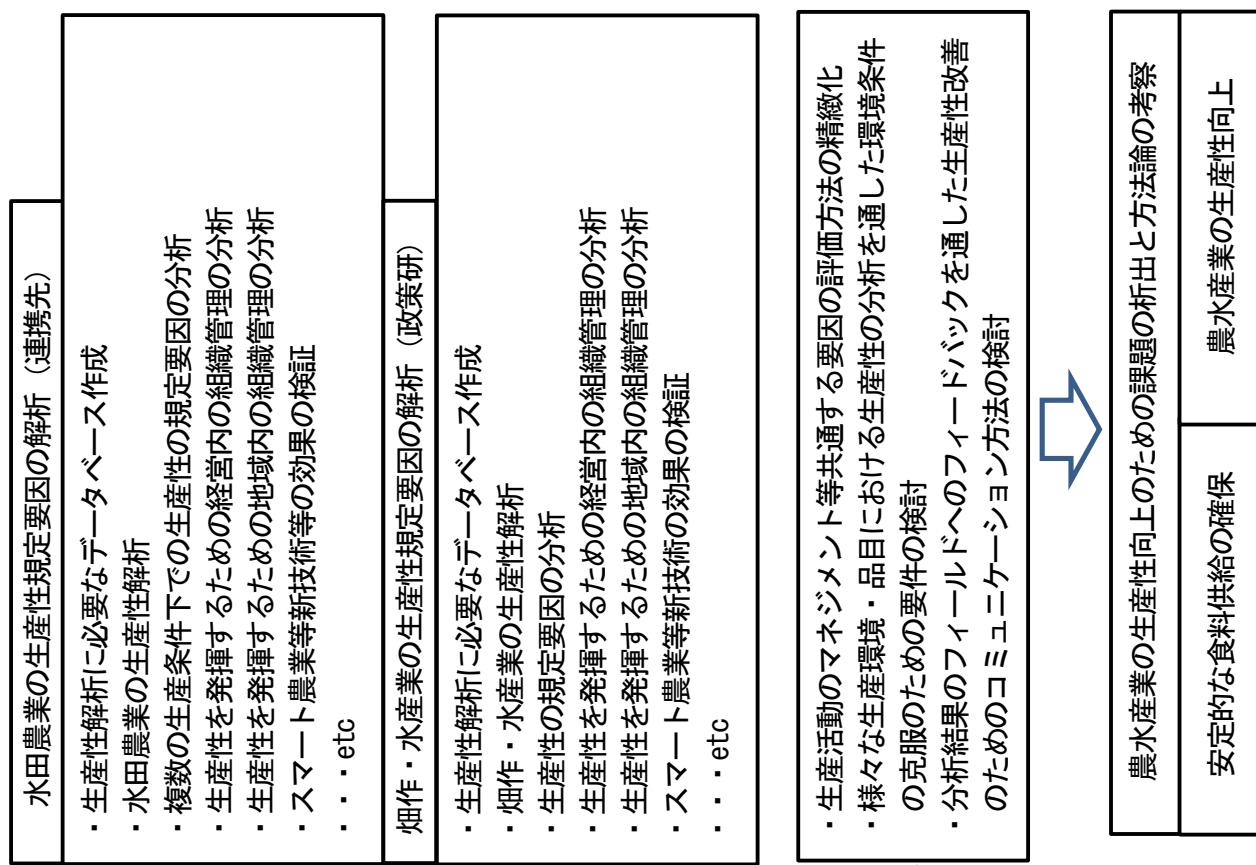 水田農業の生産性規定要因の解析（連携先）
・生産性解析に必要なデータベース作成
・水田農業の生産性解析
・複数の生産条件下での生産性の規定要因の分析
・生産性を発揮するための経営内の組織管理の分析
・生産性を発揮するための地域内の組織管理の分析
・スマート農業等新技術等の効果の検証
・・・etc
畑作・水産業の生産性規定要因の解析（政策研）
・生産性解析に必要なデータベース作成
・畑作・水産業の生産性解析
・生産性の規定要因の分析
・生産性を発揮するための経営内の組織管理の分析
・生産性を発揮するための地域内の組織管理の分析
・スマート農業等新技術の効果の検証
・・・etc
・生産活動のマネジメント等共通する要因の評価方法の精緻化
・様々な生産環境・品目における生産性の分析を通した環境条件
の克服のための要件の検討
・分析結果のフィールドへのフィードバックを通した生産性改善
のためのコミュニケーション方法の検討
農水産業の生産性向上のための課題の析出と方法論の考察
安定的な食料供給の確保
農水産業の生産性向上